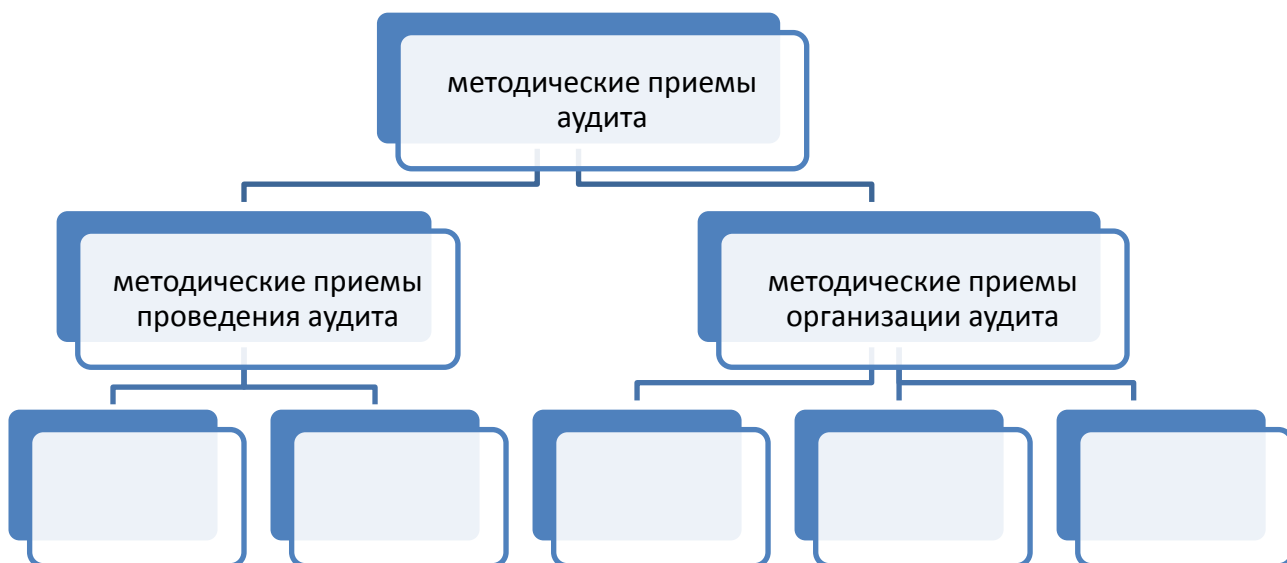 методические приемы
аудита
методические приемы
проведения аудита
методические приемы
организации аудита